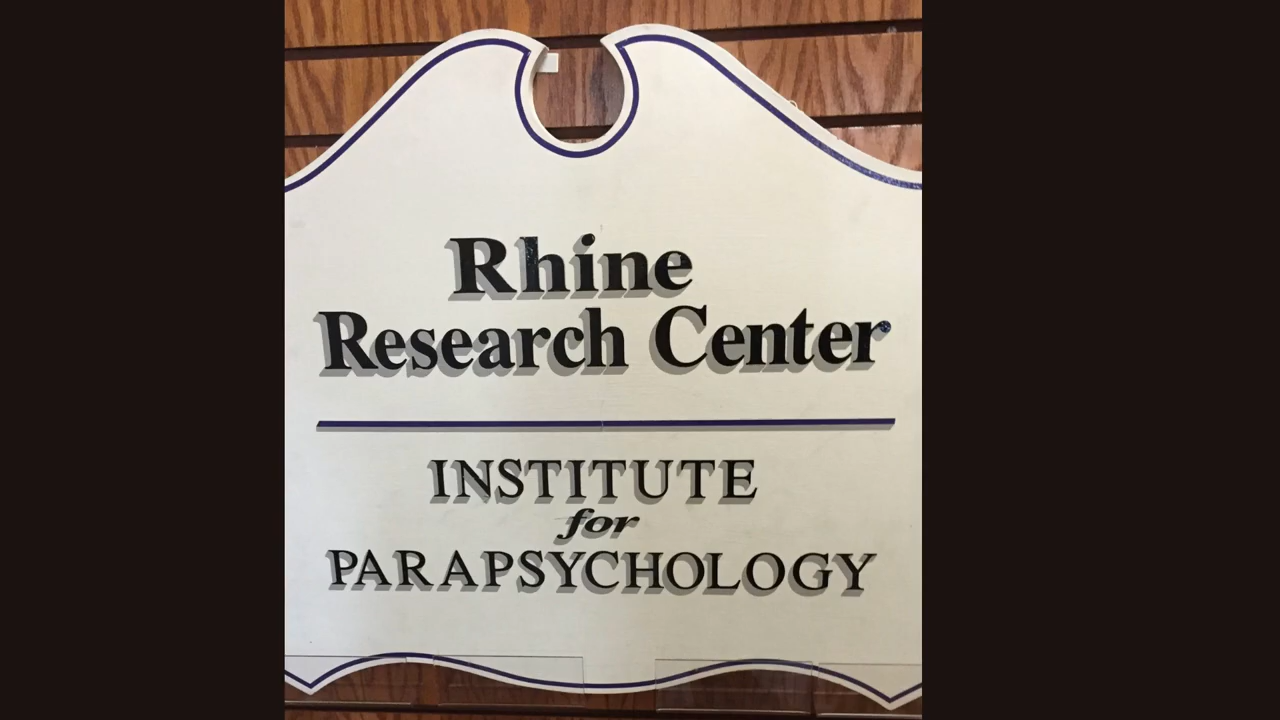 Rhine
Research Center
INSTITUTE
for
PARAPSYCHOLOGY